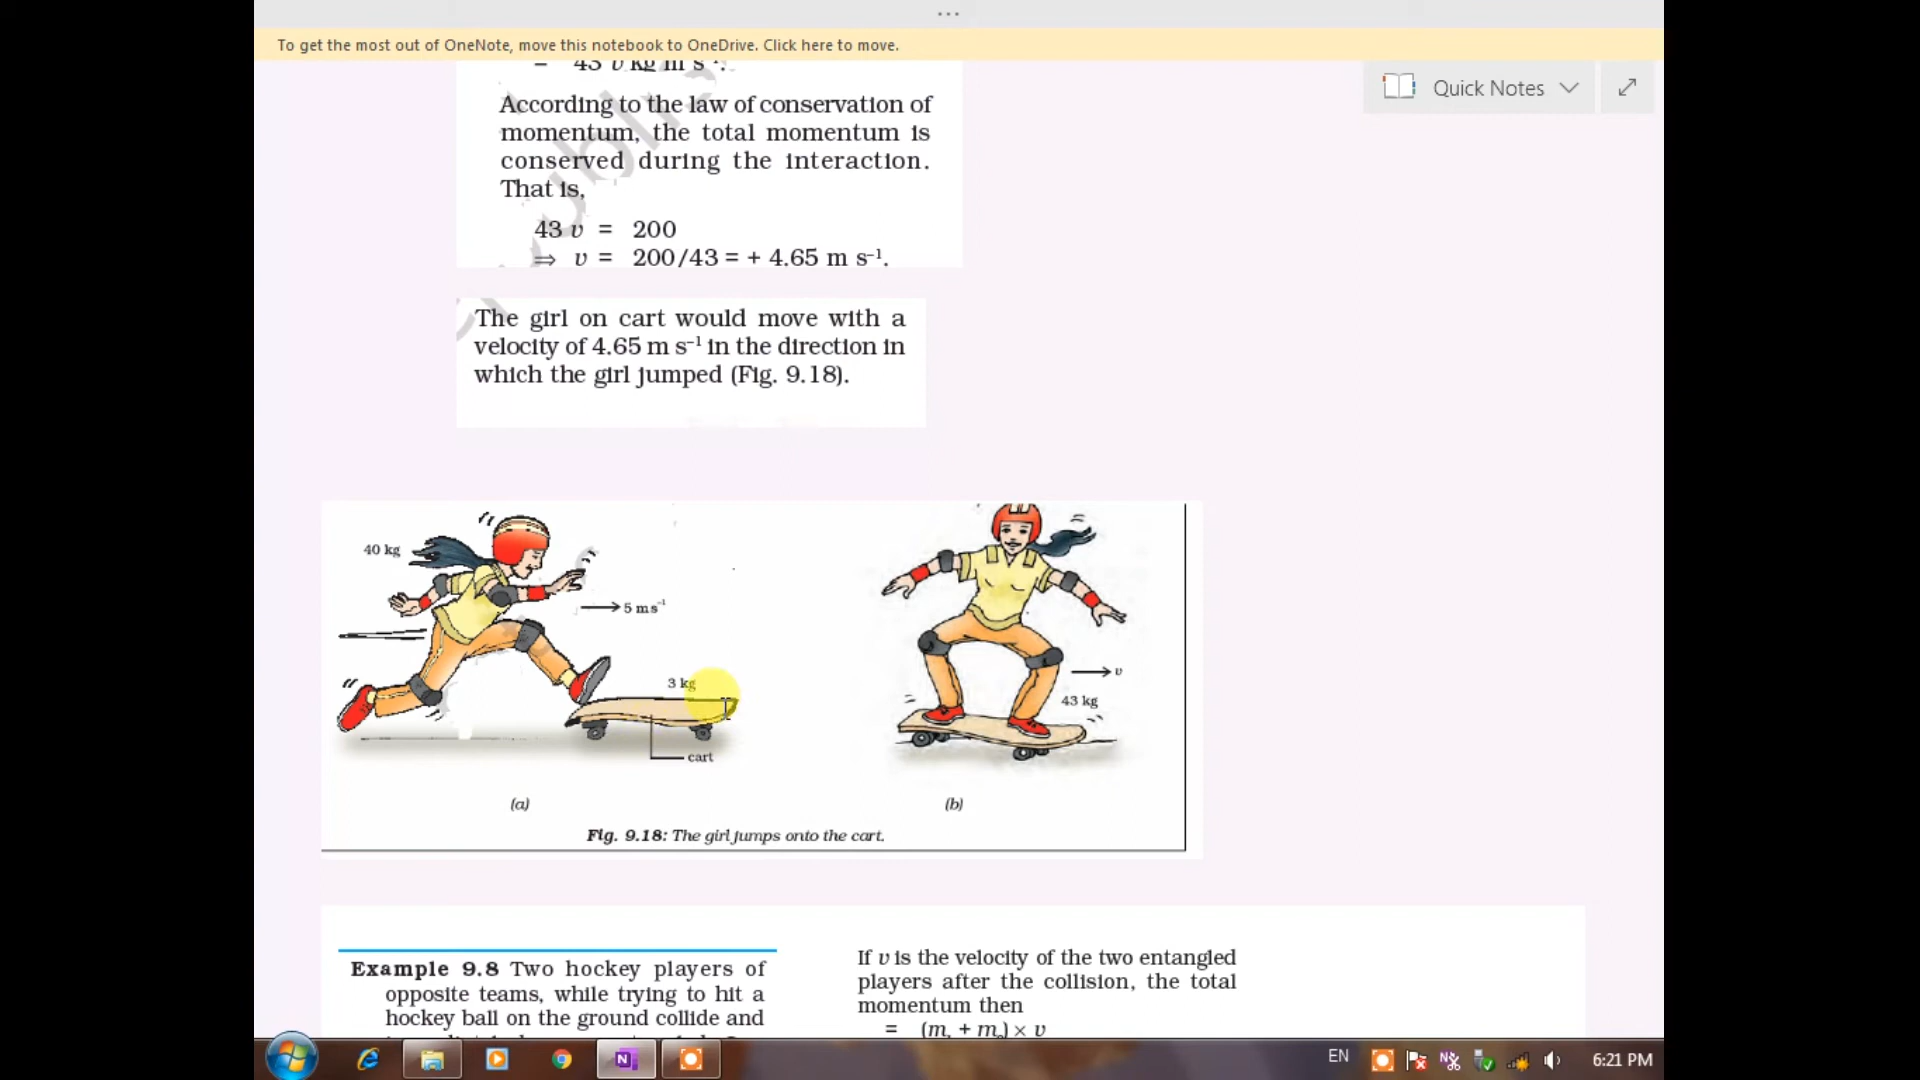 ...
To get the most out of OneNote, move this notebook to OneDrive. Click here to move.
= 43 v kg m s⁻¹.
Quick Notes
According to the law of conservation of
momentum, the total momentum is
conserved during the interaction.
That is,
43 v = 200
⇒ v = 200/43 = + 4.65 m s⁻¹.
The girl on cart would move with a
velocity of 4.65 m s⁻¹ in the direction in
which the girl jumped (Fig. 9.18).
40 kg
5 m s⁻¹
3 kg
cart
(a)
v
43 kg
(b)
Fig. 9.18: The girl jumps onto the cart.
Example 9.8 Two hockey players of
opposite teams, while trying to hit a
hockey ball on the ground collide and
If v is the velocity of the two entangled
players after the collision, the total
momentum then
= (m₁ + m₂) × v
EN
6:21 PM